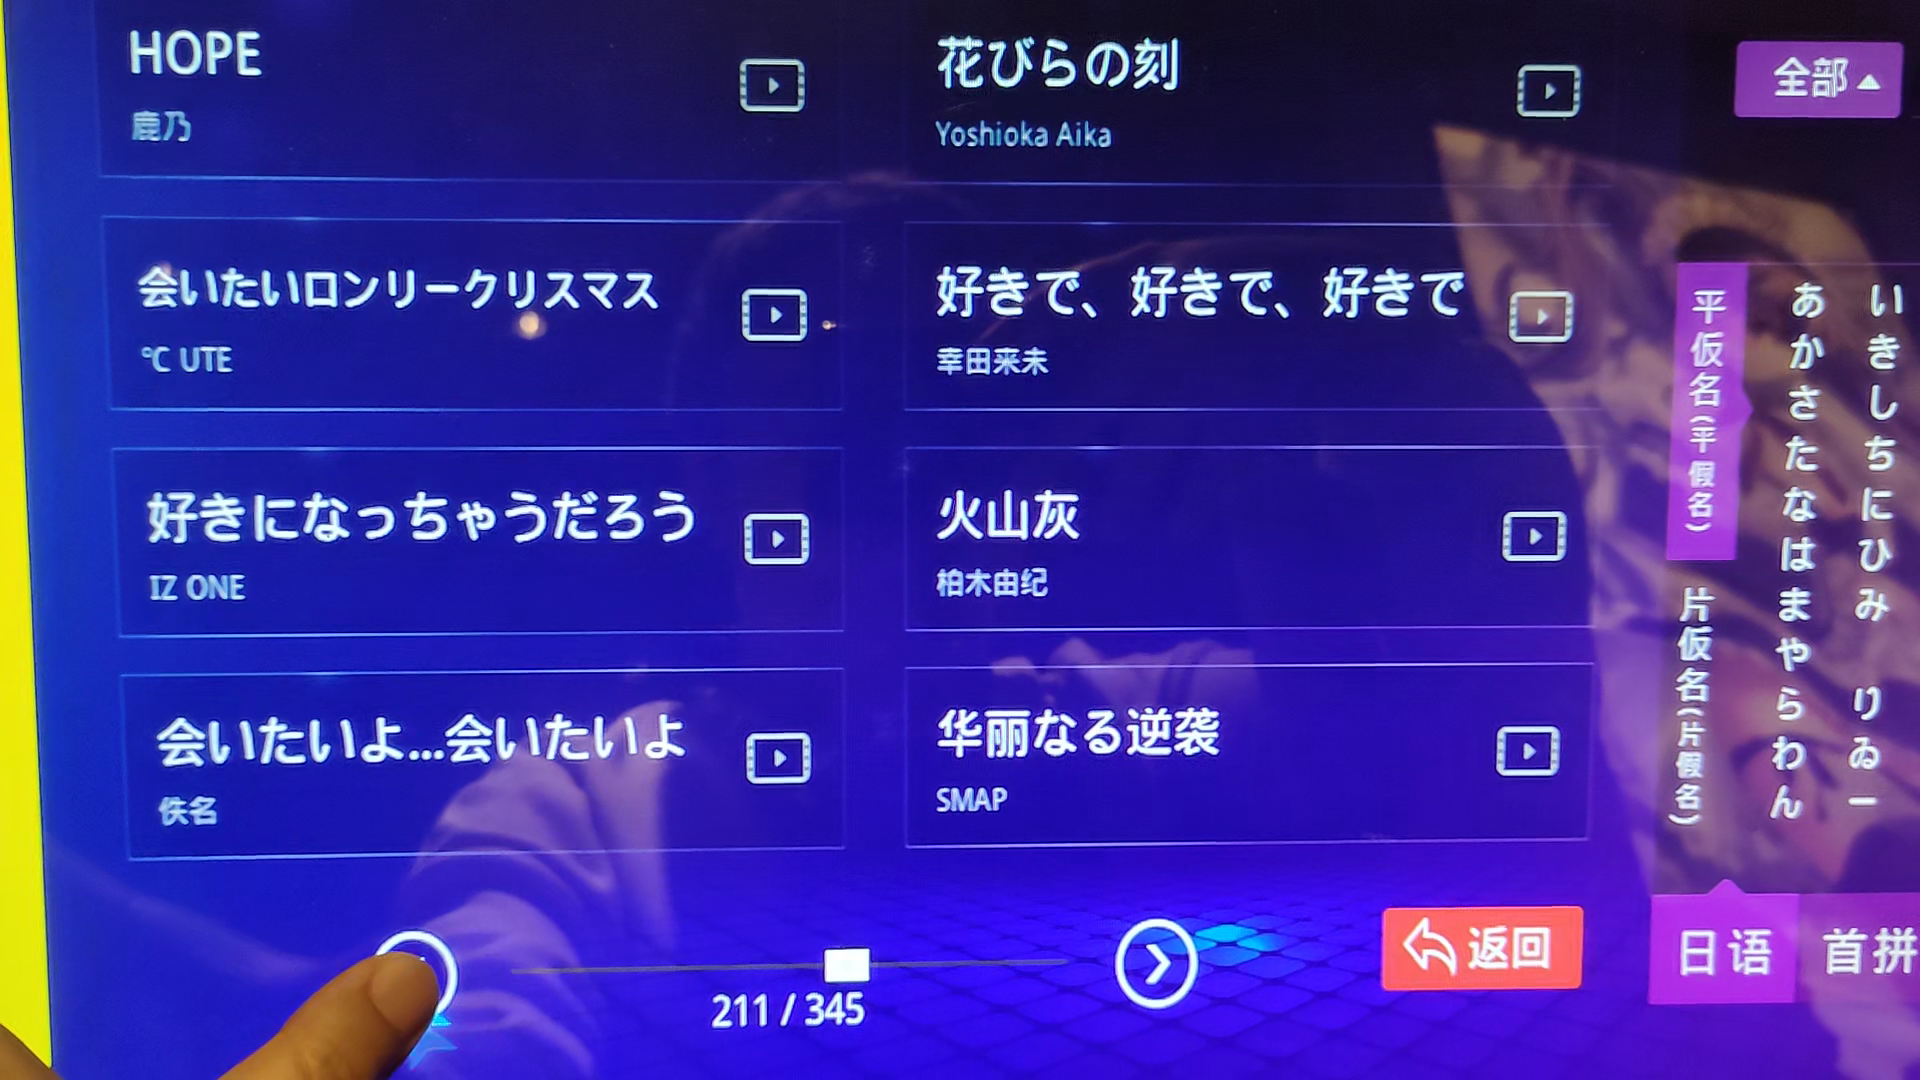 HOPE
鹿乃
花びらの刻
Yoshioka Aika
会いたいロンリークリスマス
℃ UTE
好きで、好きで、好きで
幸田来未
好きになっちゃうだろう
IZ ONE
火山灰
柏木由纪
会いたいよ...会いたいよ
佚名
华丽なる逆袭
SMAP
211 / 345
返回
全部
平仮名(平假名)
片仮名(片假名)
あかさたなはまやらわん
いきしちにひみ りゐー
日语
首拼